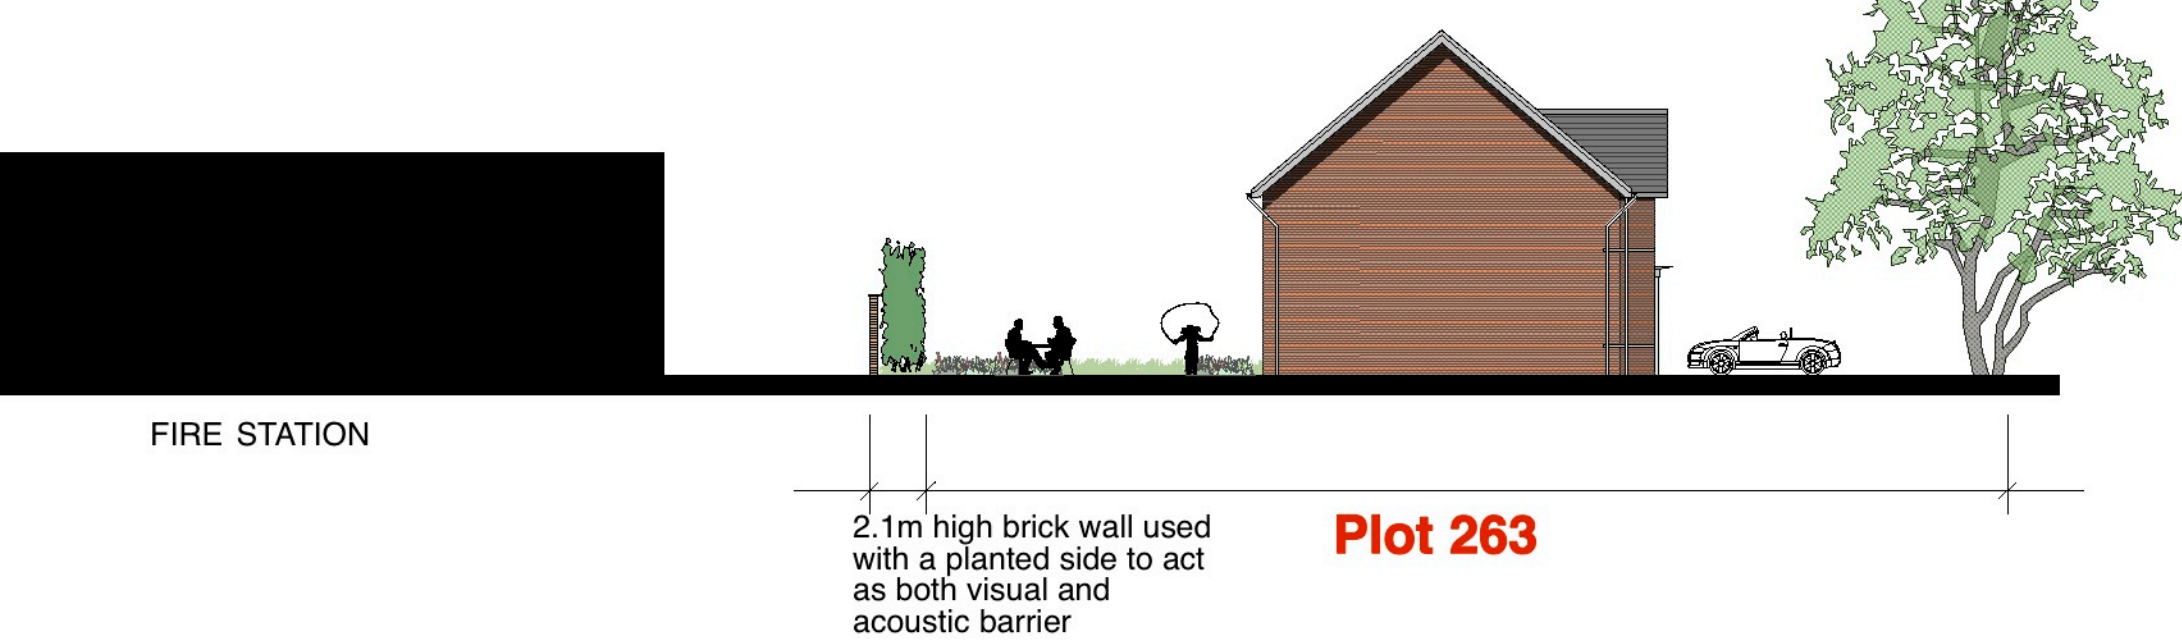 FIRE STATION
2.1m high brick wall used
with a planted side to act
as both visual and
acoustic barrier
Plot 263